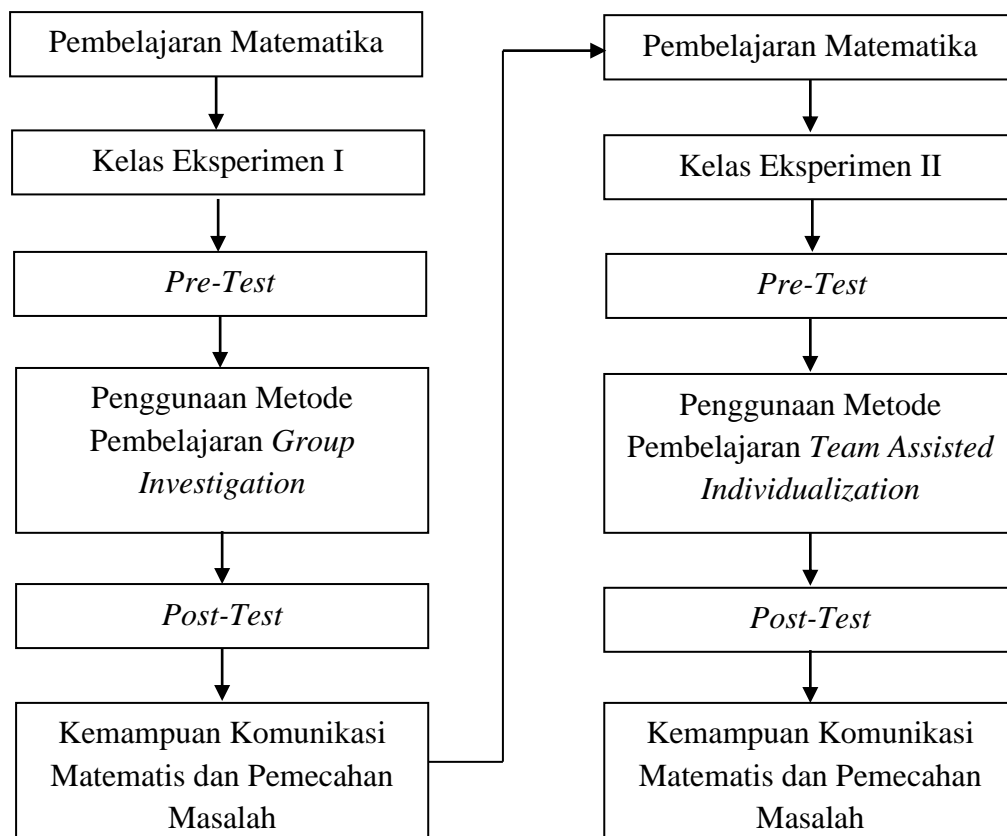 Pembelajaran Matematika
Kelas Eksperimen I
Pre-Test
Penggunaan Metode
Pembelajaran Group
Investigation
Post-Test
Kemampuan Komunikasi
Matematis dan Pemecahan
Masalah
Pembelajaran Matematika
Kelas Eksperimen II
Pre-Test
Penggunaan Metode
Pembelajaran Team Assisted
Individualization
Post-Test
Kemampuan Komunikasi
Matematis dan Pemecahan
Masalah